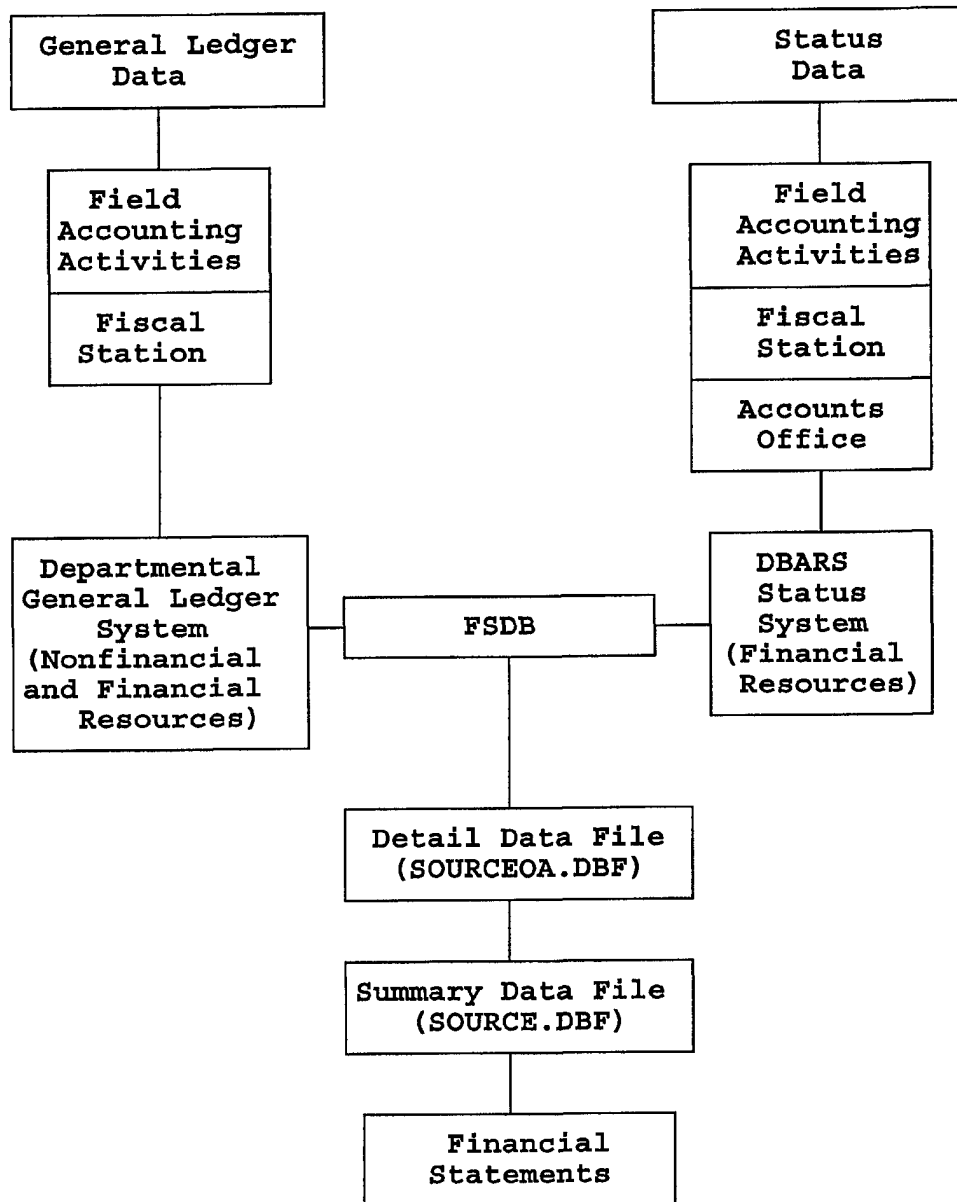 General Ledger
Data
Status
Data
Field
Accounting
Activities
Fiscal
Station
Field
Accounting
Activities
Fiscal
Station
Accounts
Office
Departmental
General Ledger
System
(Nonfinancial
and Financial
Resources)
FSDB
DBARS
Status
System
(Financial
Resources)
Detail Data File
(SOURCEOA.DBF)
Summary Data File
(SOURCE.DBF)
Financial
Statements